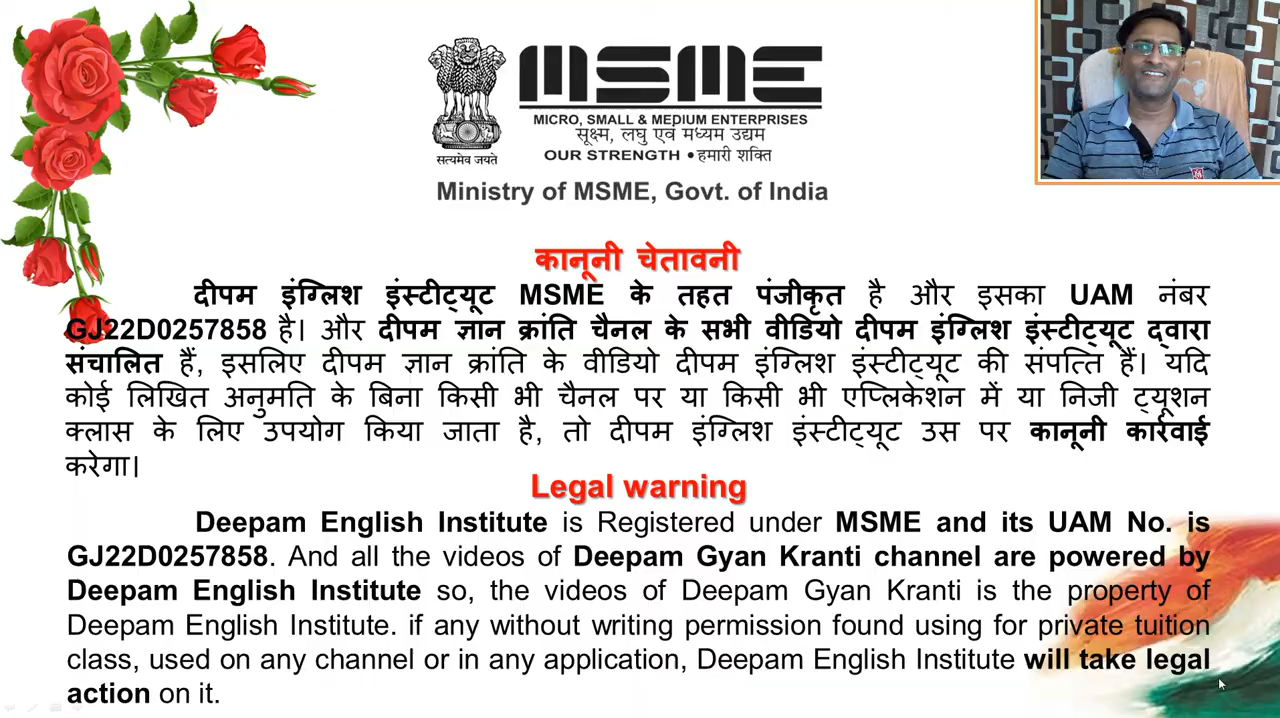 MSME
MICRO, SMALL & MEDIUM ENTERPRISES
सूक्ष्म, लघु एवं मध्यम उद्यम
सत्यमेव जयते
OUR STRENGTH • हमारी शक्ति
Ministry of MSME, Govt. of India
कानूनी चेतावनी
दीपम इंग्लिश इंस्टीट्यूट MSME के तहत पंजीकृत है और इसका UAM नंबर
GJ22D0257858 है। और दीपम ज्ञान क्रांति चैनल के सभी वीडियो दीपम इंग्लिश इंस्टीट्यूट द्वारा
संचालित हैं, इसलिए दीपम ज्ञान क्रांति के वीडियो दीपम इंग्लिश इंस्टीट्यूट की संपत्ति हैं। यदि
कोई लिखित अनुमति के बिना किसी भी चैनल पर या किसी भी एप्लिकेशन में या निजी ट्यूशन
क्लास के लिए उपयोग किया जाता है, तो दीपम इंग्लिश इंस्टीट्यूट उस पर कानूनी कार्रवाई
करेगा।
Legal warning
Deepam English Institute is Registered under MSME and its UAM No. is
GJ22D0257858. And all the videos of Deepam Gyan Kranti channel are powered by
Deepam English Institute so, the videos of Deepam Gyan Kranti is the property of
Deepam English Institute. if any without writing permission found using for private tuition
class, used on any channel or in any application, Deepam English Institute will take legal
action on it.